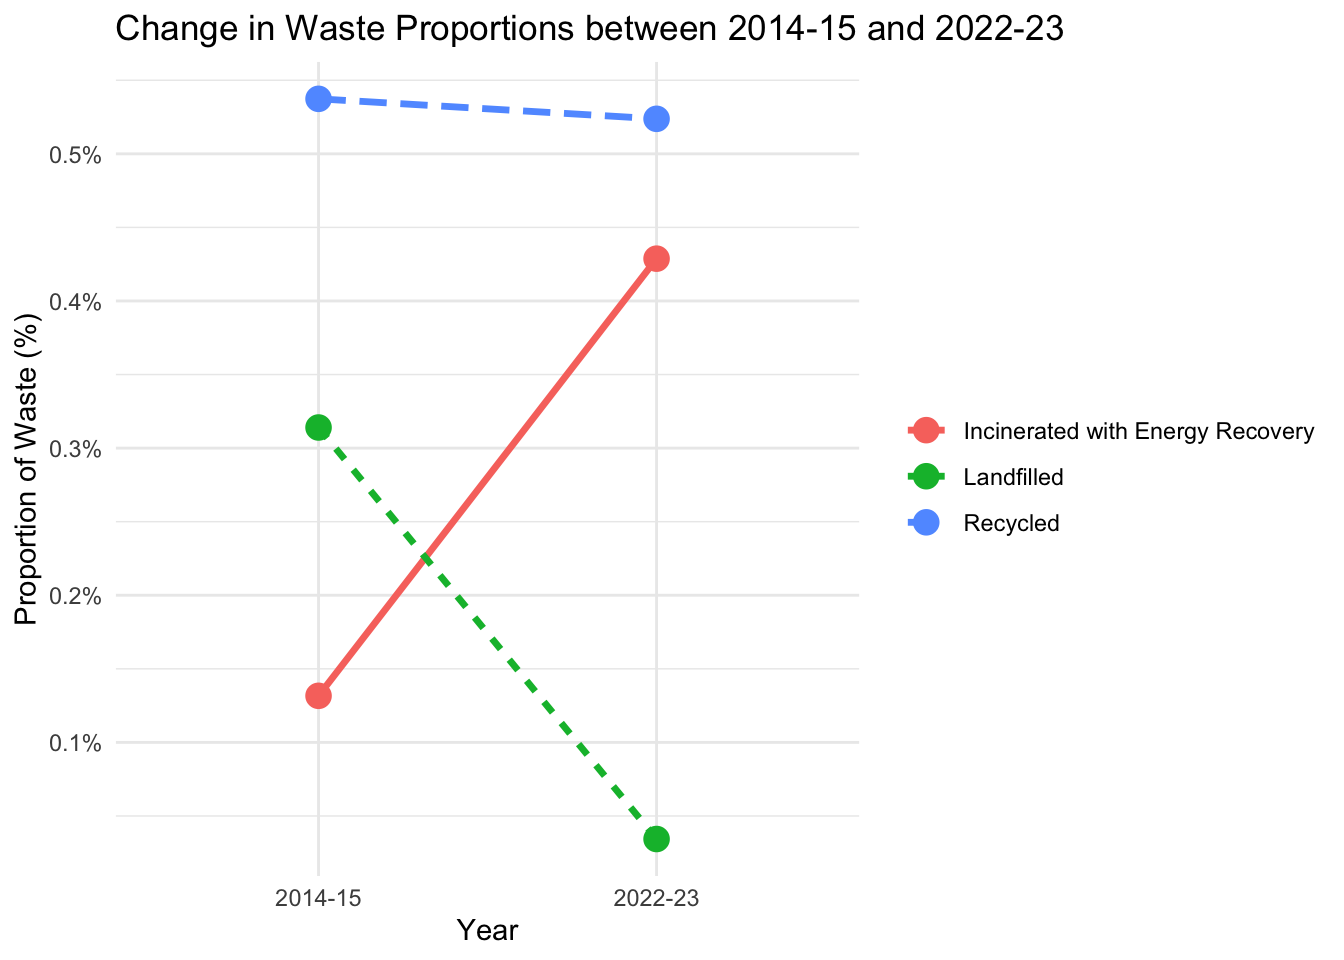 Change in Waste Proportions between 2014-15 and 2022-23
Proportion of Waste (%)
0.5%
0.4%
0.3%
0.2%
0.1%
2014-15 2022-23
Year
Incinerated with Energy Recovery
Landfilled
Recycled